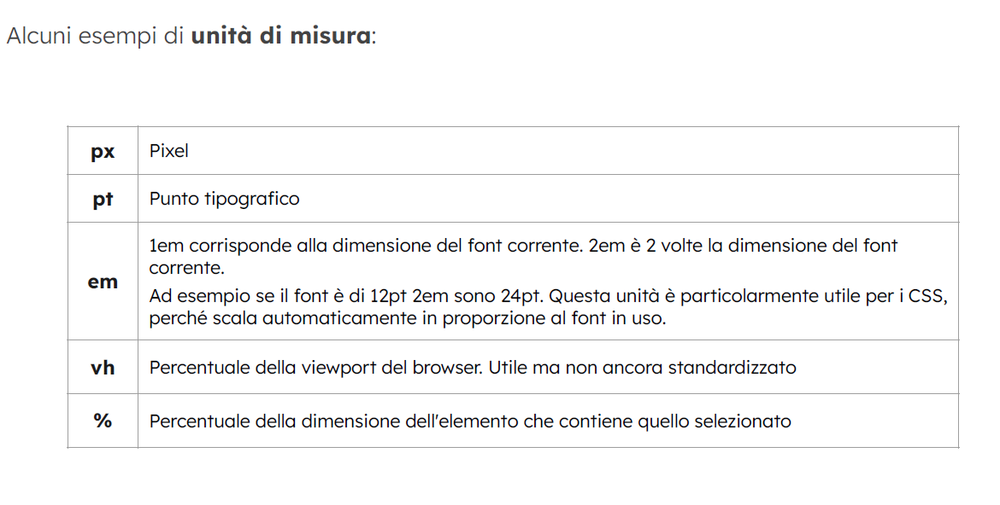 Alcuni esempi di unità di misura:
px Pixel
pt Punto tipografico
em 1em corrisponde alla dimensione del font corrente. 2em è 2 volte la dimensione del font
corrente.
Ad esempio se il font è di 12pt 2em sono 24pt. Questa unità è particolarmente utile per i CSS,
perché scala automaticamente in proporzione al font in uso.
vh Percentuale della viewport del browser. Utile ma non ancora standardizzato
% Percentuale della dimensione dell'elemento che contiene quello selezionato